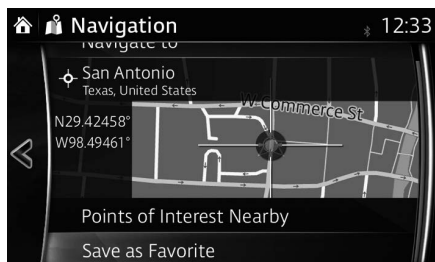 Navigation
12:33
Navigate to
San Antonio
Texas, United States
W Commerce St
N29.42458°
W98.49461°
Points of Interest Nearby
Save as Favorite